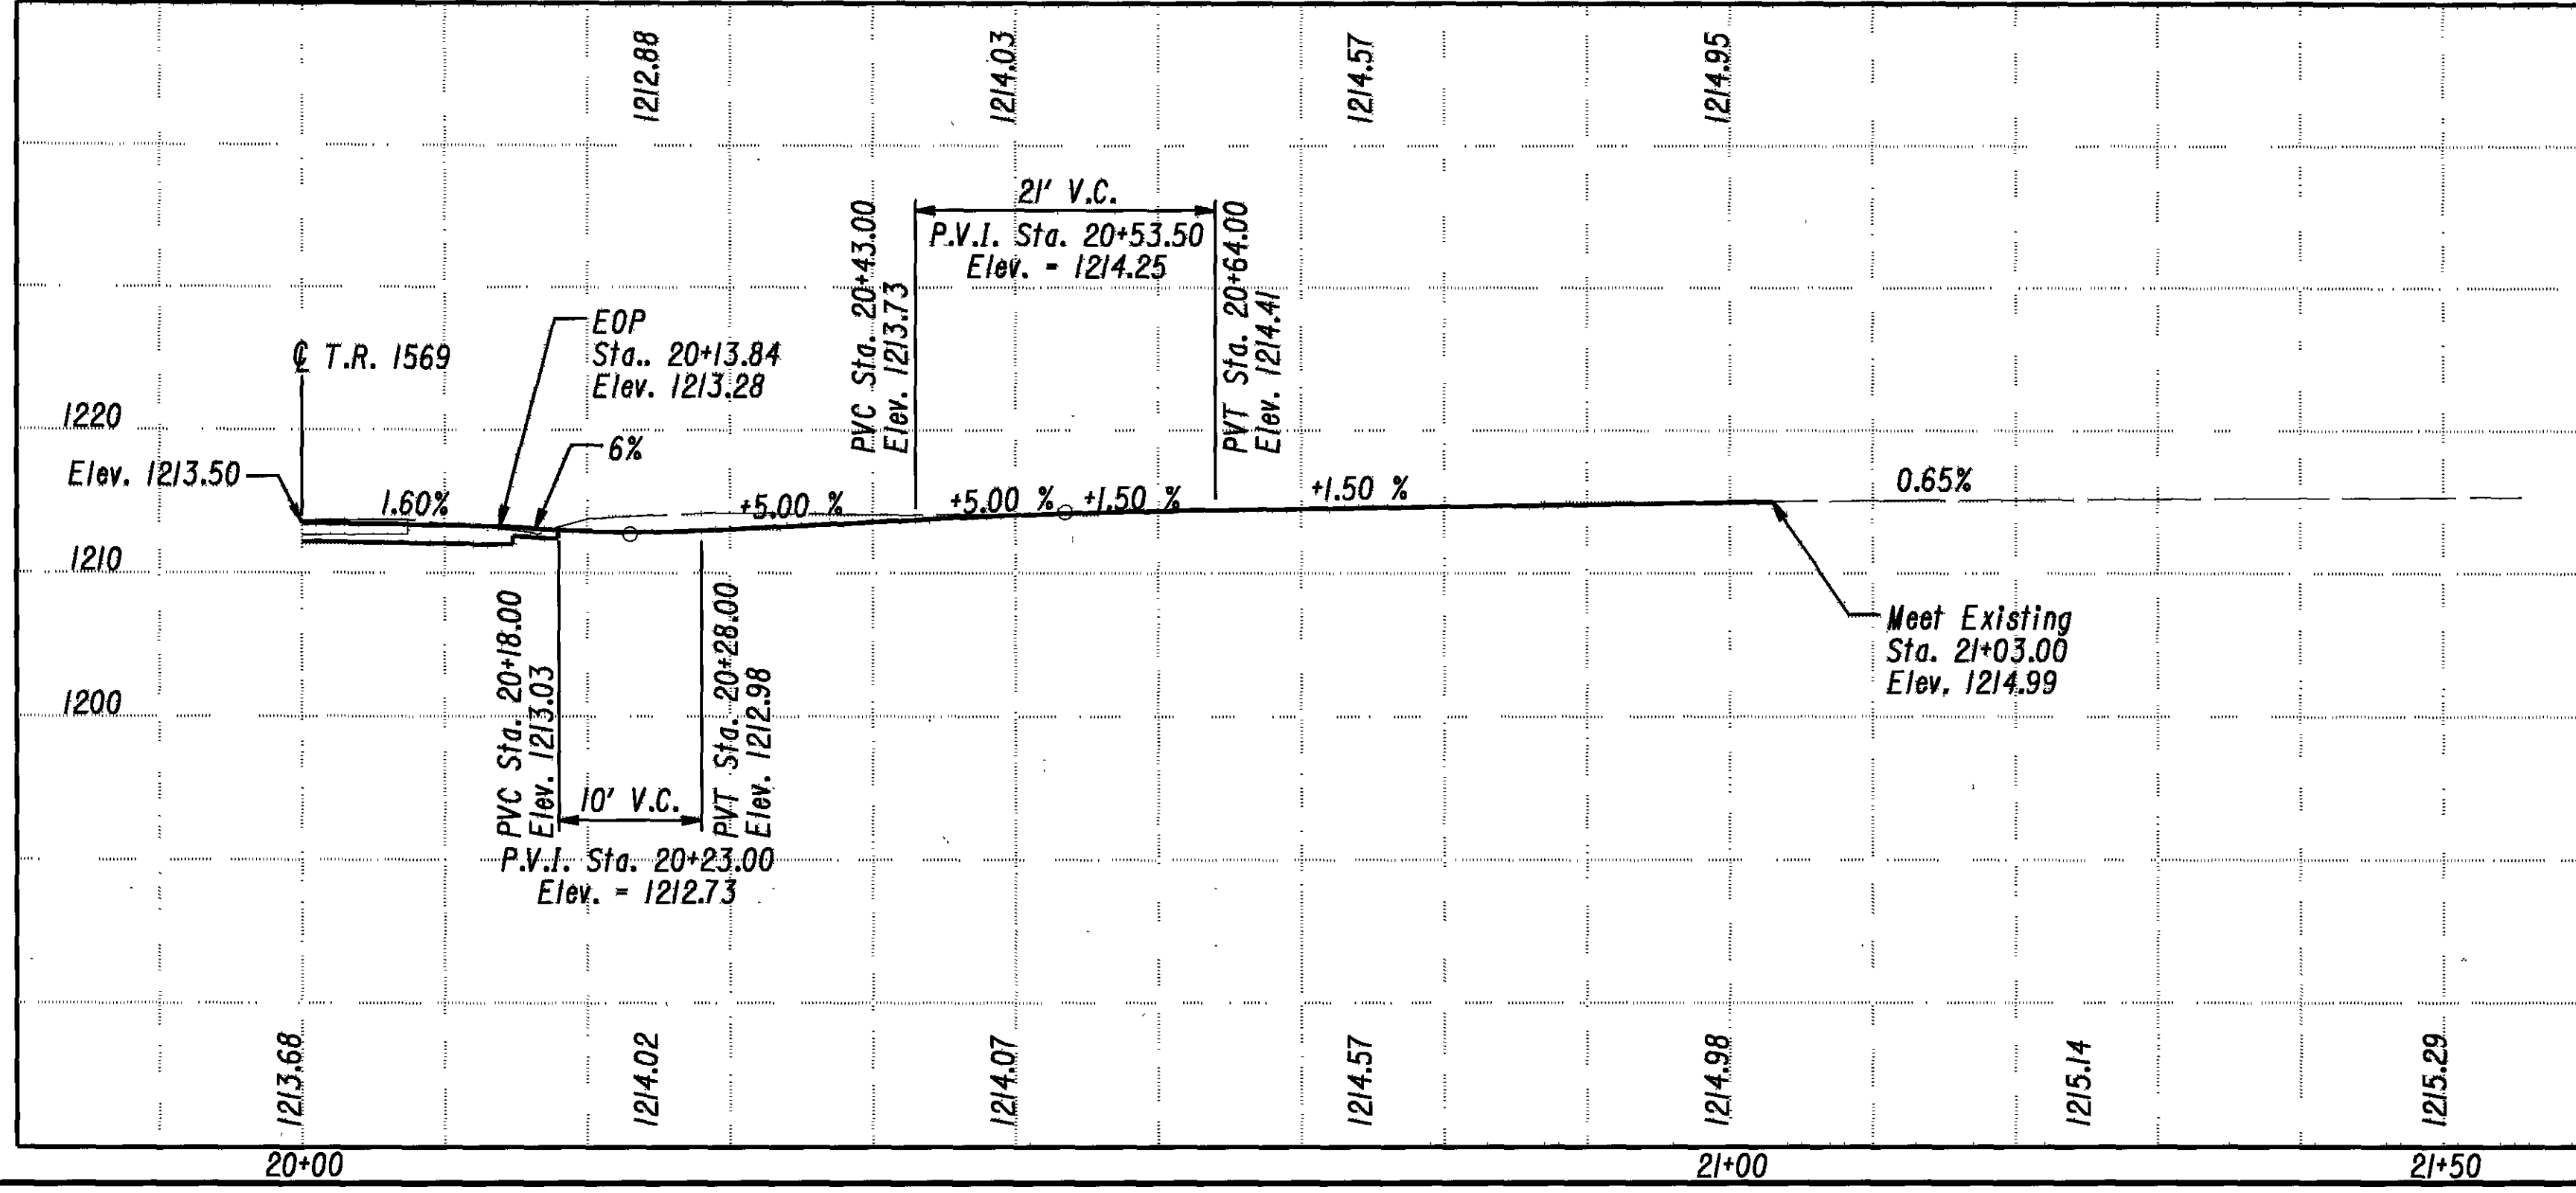 1212.88
1214.03
1214.57
1214.95
21' V.C.
P.V.I. Sta. 20+53.50
Elev. = 1214.25
PVC Sta. 20+43.00
Elev. 1213.73
PVT Sta. 20+64.00
Elev. 1214.41
℄ T.R. 1569
EOP
Sta.. 20+13.84
Elev. 1213.28
6%
1220
Elev. 1213.50
1.60%
+5.00 %
+5.00 %
+1.50 %
+1.50 %
0.65%
1210
Meet Existing
Sta. 21+03.00
Elev. 1214.99
1200
PVC Sta. 20+18.00
Elev. 1213.03
PVT Sta. 20+28.00
Elev. 1212.98
10' V.C.
P.V.I. Sta. 20+23.00
Elev. = 1212.73
1213.68
1214.02
1214.07
1214.57
1214.98
1215.14
1215.29
20+00
21+00
21+50